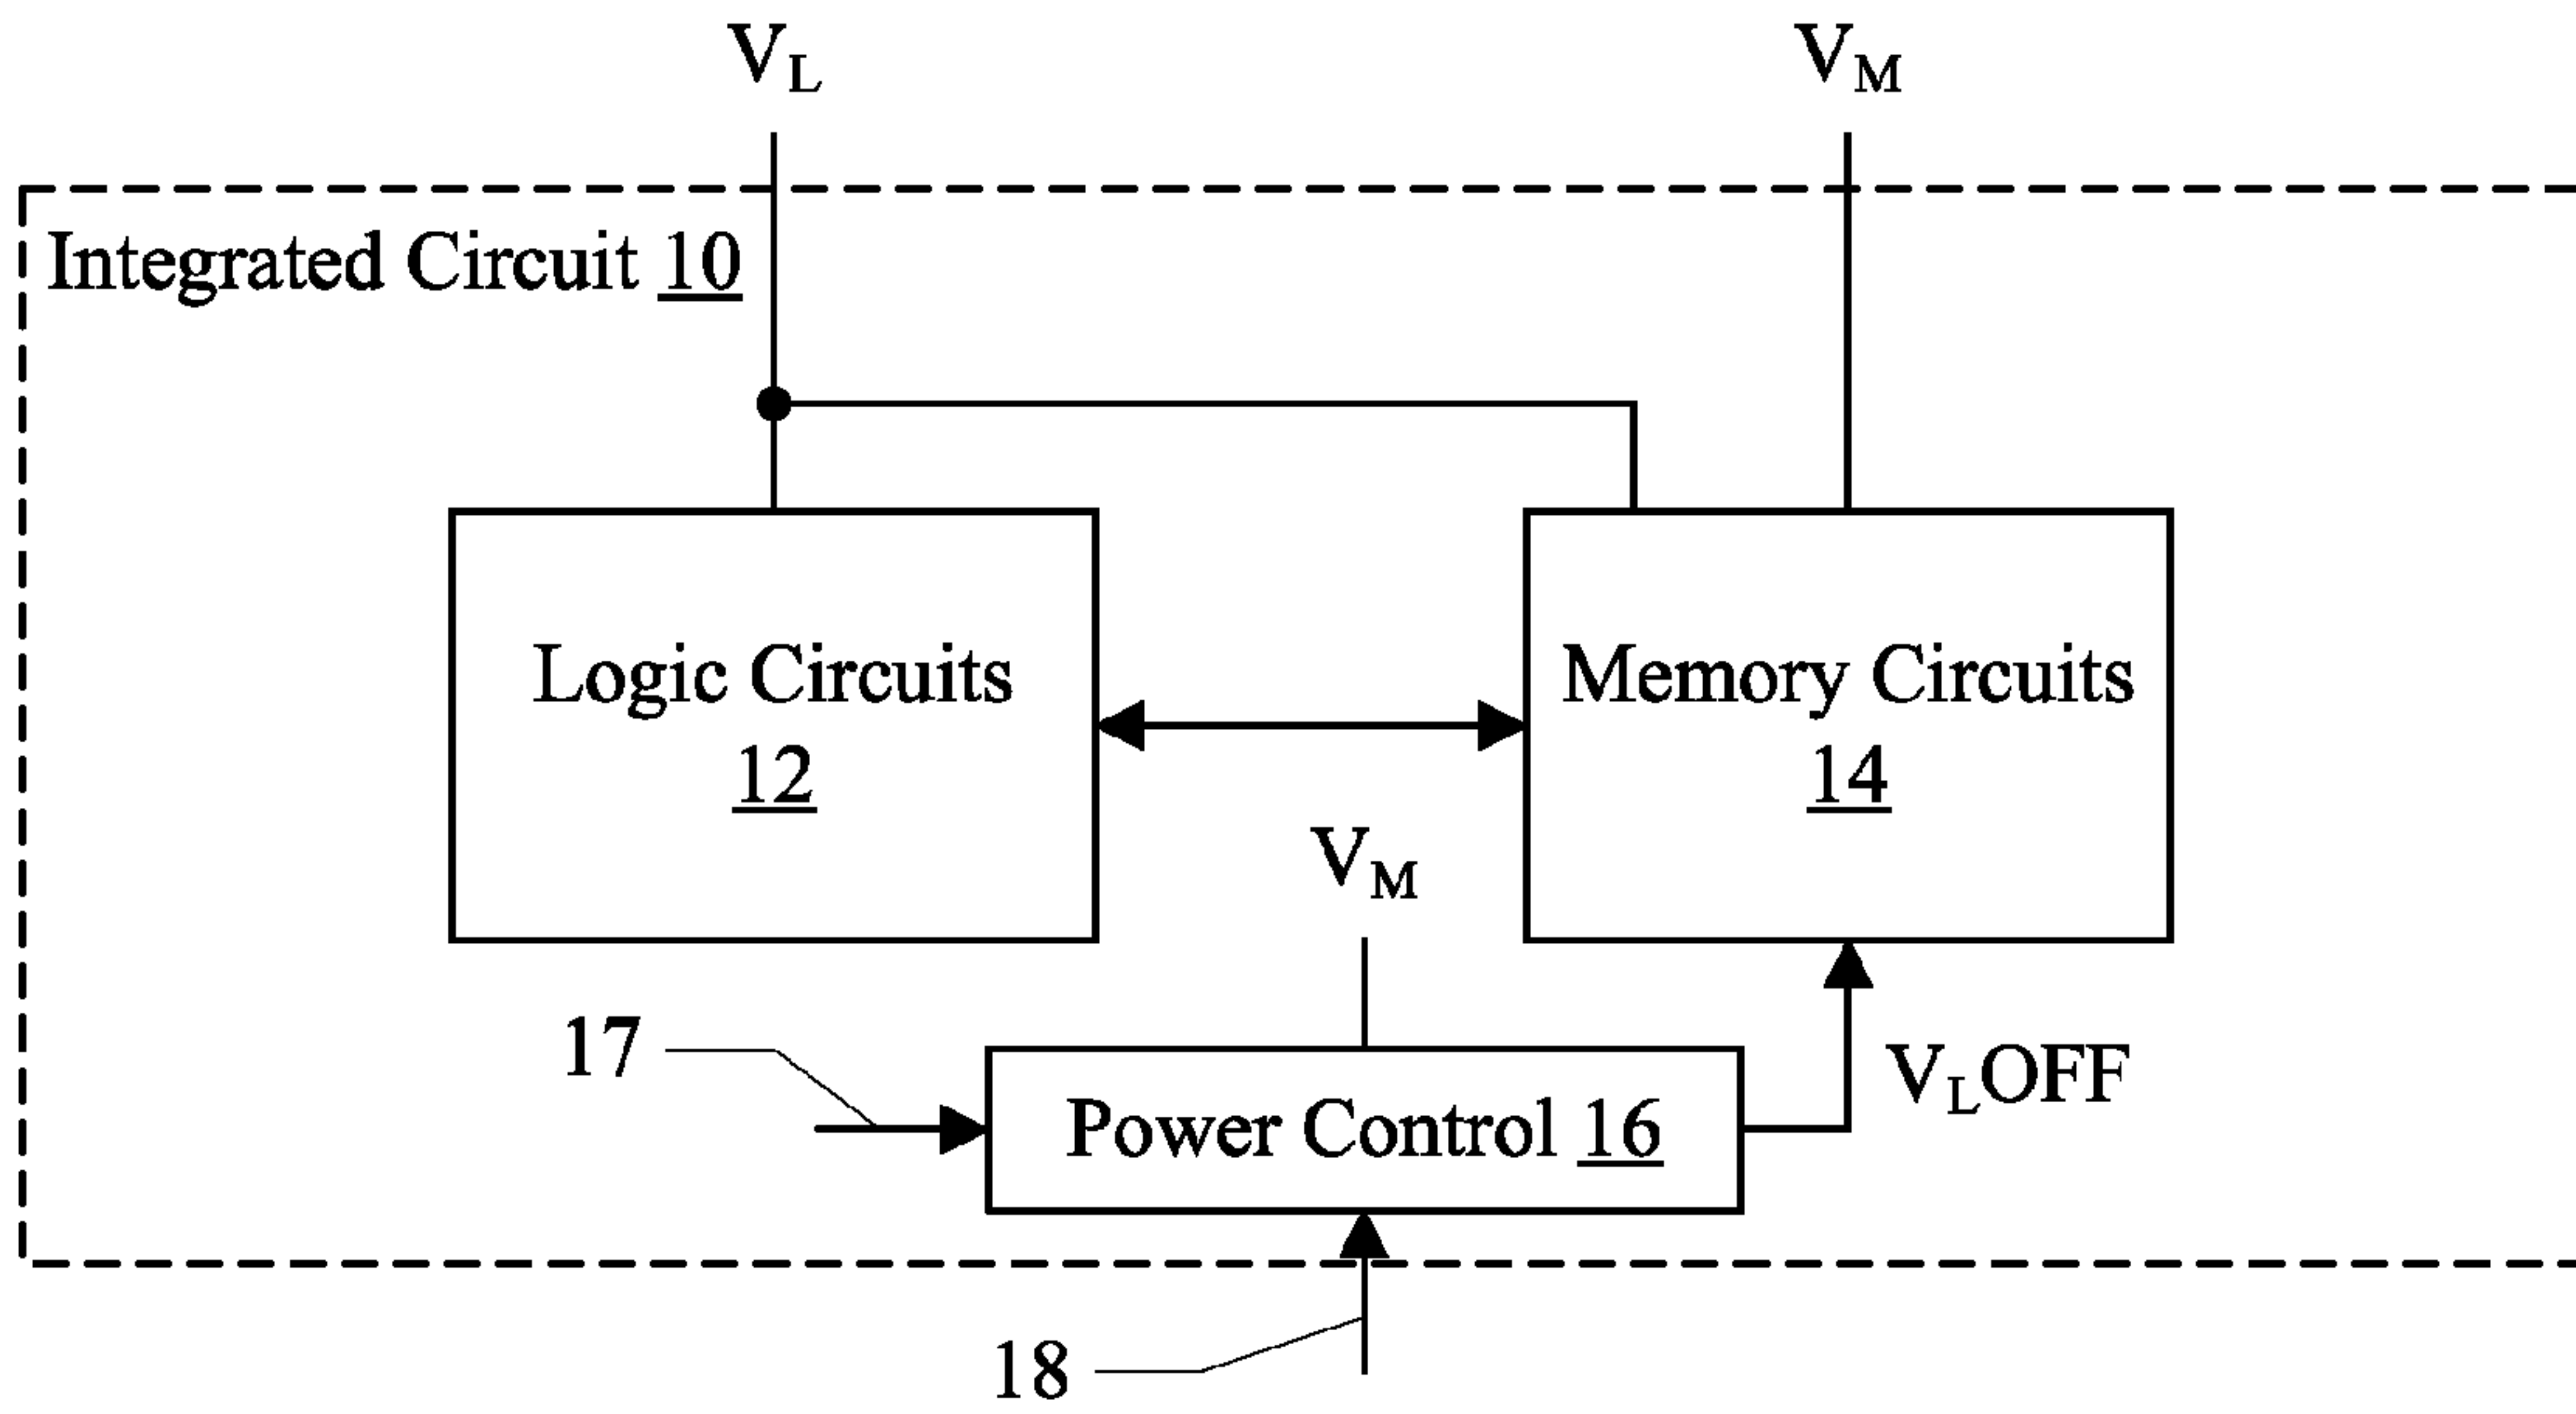 V_L
V_M
Integrated Circuit 10
Logic Circuits
12
Memory Circuits
14
V_M
17
Power Control 16
V_LOFF
18